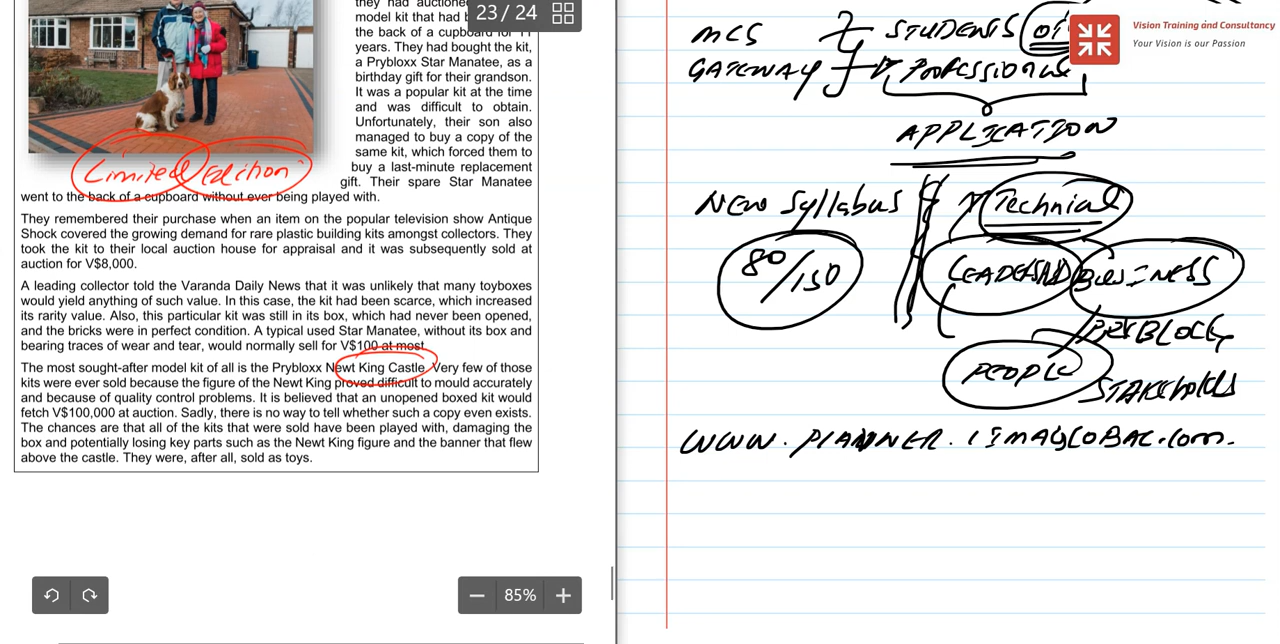 they had auctioned
model kit that had b
the back of a cupboard for 11
years. They had bought the kit,
a Prybloxx Star Manatee, as a
birthday gift for their grandson.
It was a popular kit at the time
and was difficult to obtain.
Unfortunately, their son also
managed to buy a copy of the
same kit, which forced them to
buy a last-minute replacement
gift. Their spare Star Manatee
went to the back of a cupboard without ever being played with.
Limited Edition
They remembered their purchase when an item on the popular television show Antique
Shock covered the growing demand for rare plastic building kits amongst collectors. They
took the kit to their local auction house for appraisal and it was subsequently sold at
auction for V$8,000.
A leading collector told the Varanda Daily News that it was unlikely that many toyboxes
would yield anything of such value. In this case, the kit had been scarce, which increased
its rarity value. Also, this particular kit was still in its box, which had never been opened,
and the bricks were in perfect condition. A typical used Star Manatee, without its box and
bearing traces of wear and tear, would normally sell for V$100 at most.
The most sought-after model kit of all is the Prybloxx Newt King Castle. Very few of those
kits were ever sold because the figure of the Newt King proved difficult to mould accurately
and because of quality control problems. It is believed that an unopened boxed kit would
fetch V$100,000 at auction. Sadly, there is no way to tell whether such a copy even exists.
The chances are that all of the kits that were sold have been played with, damaging the
box and potentially losing key parts such as the Newt King figure and the banner that flew
above the castle. They were, after all, sold as toys.
23 / 24
85%
Vision Training and Consultancy
Your Vision is our Passion
MCS STUDENTS
GATEWAY PROFESSIONALS
APPLICATION
New Syllabus Technical
80/150 LEADERSHIP BUSINESS
PEOPLE
STAKEHOLDERS
WWW.PLANNER.CIMAGLOBAL.com.